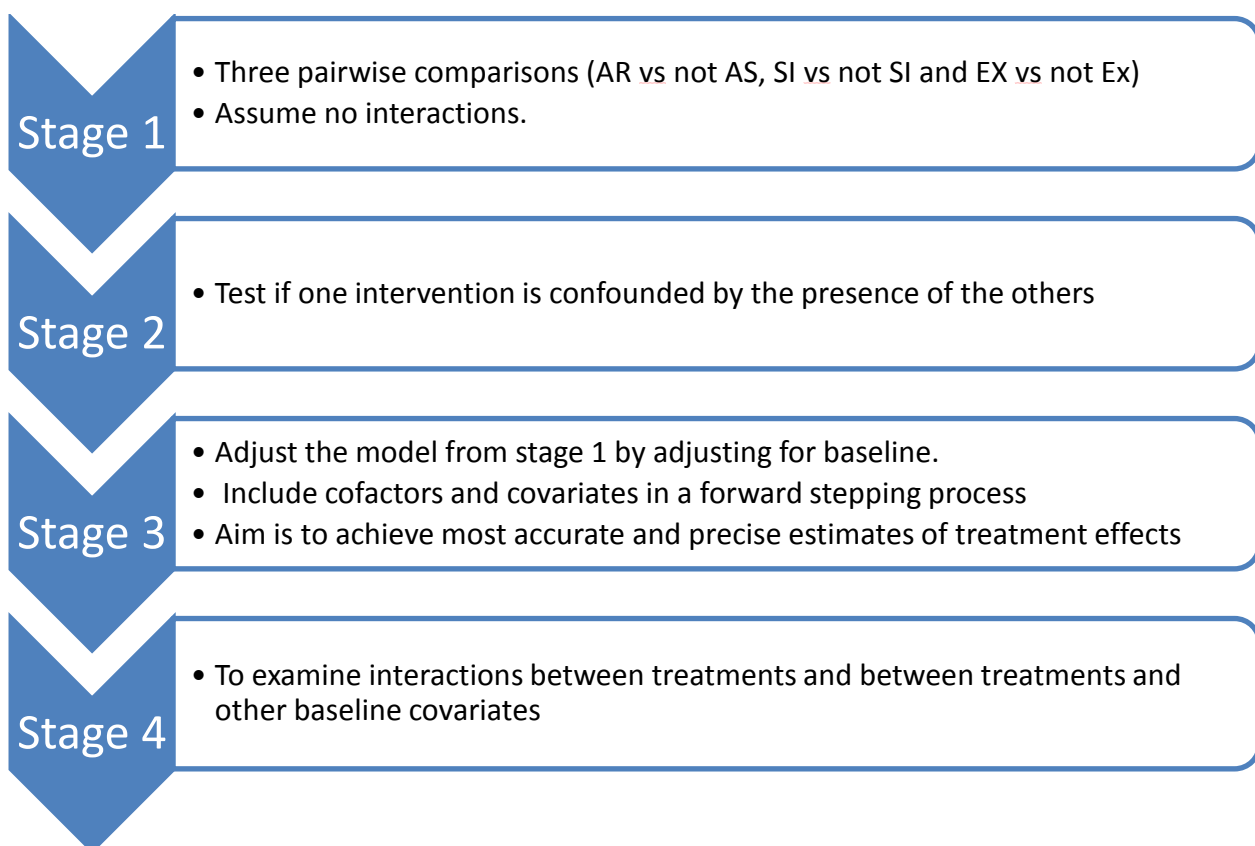 Stage 1
• Three pairwise comparisons (AR vs not AS, SI vs not SI and EX vs not Ex)
• Assume no interactions.
Stage 2
• Test if one intervention is confounded by the presence of the others
Stage 3
• Adjust the model from stage 1 by adjusting for baseline.
• Include cofactors and covariates in a forward stepping process
• Aim is to achieve most accurate and precise estimates of treatment effects
Stage 4
• To examine interactions between treatments and between treatments and
other baseline covariates